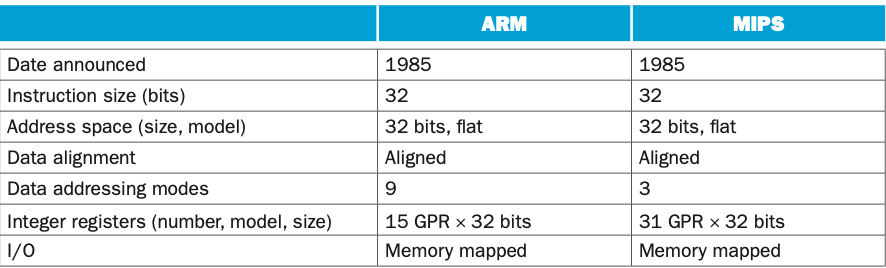 ARM MIPS
Date announced 1985 1985
Instruction size (bits) 32 32
Address space (size, model) 32 bits, flat 32 bits, flat
Data alignment Aligned Aligned
Data addressing modes 9 3
Integer registers (number, model, size) 15 GPR × 32 bits 31 GPR × 32 bits
I/O Memory mapped Memory mapped